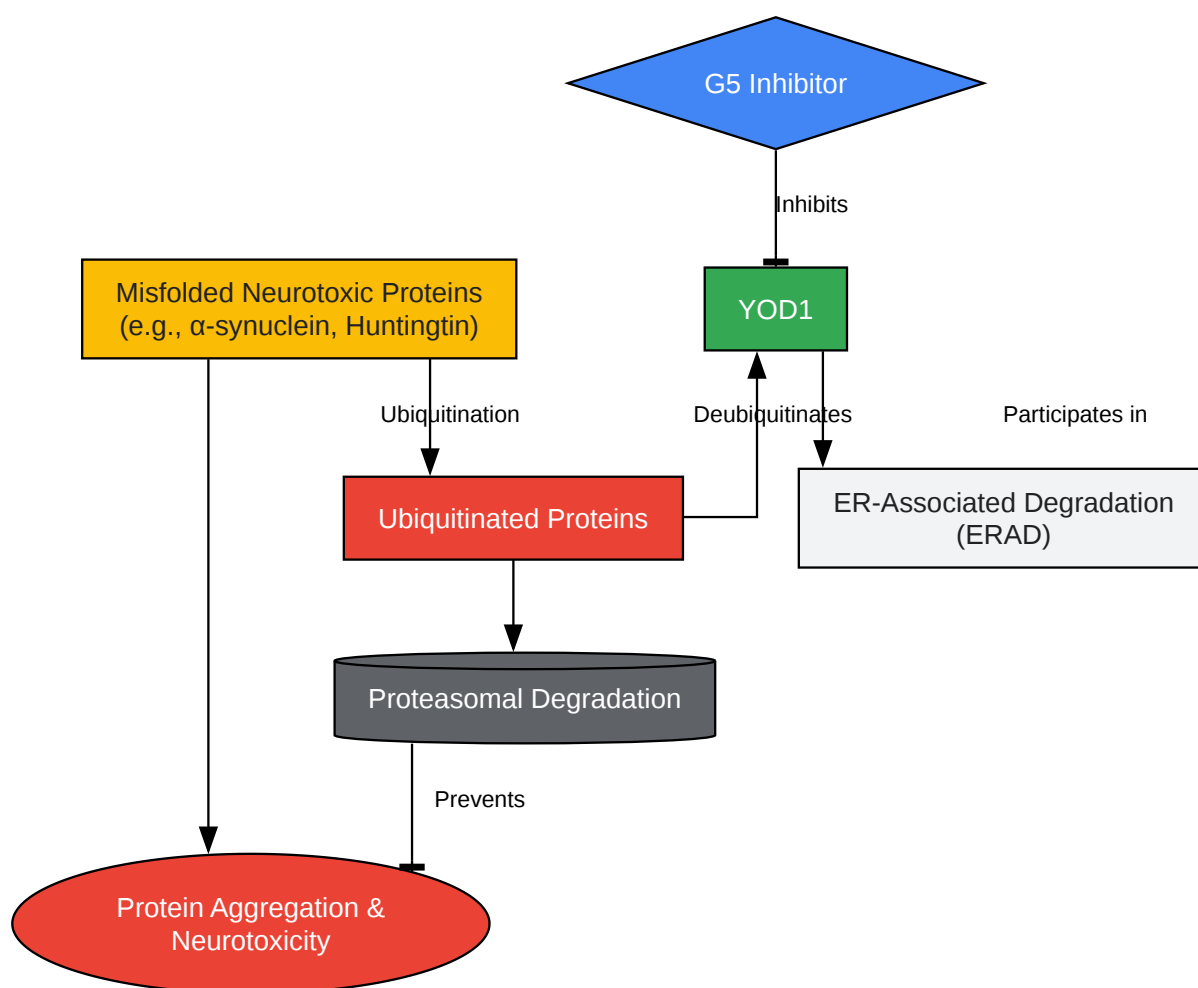 G5 Inhibitor
Inhibits
Misfolded Neurotoxic Proteins
(e.g., α-synuclein, Huntingtin)
YOD1
Ubiquitination
Deubiquitinates
Participates in
Ubiquitinated Proteins
ER-Associated Degradation
(ERAD)
Proteasomal Degradation
Prevents
Protein Aggregation &
Neurotoxicity